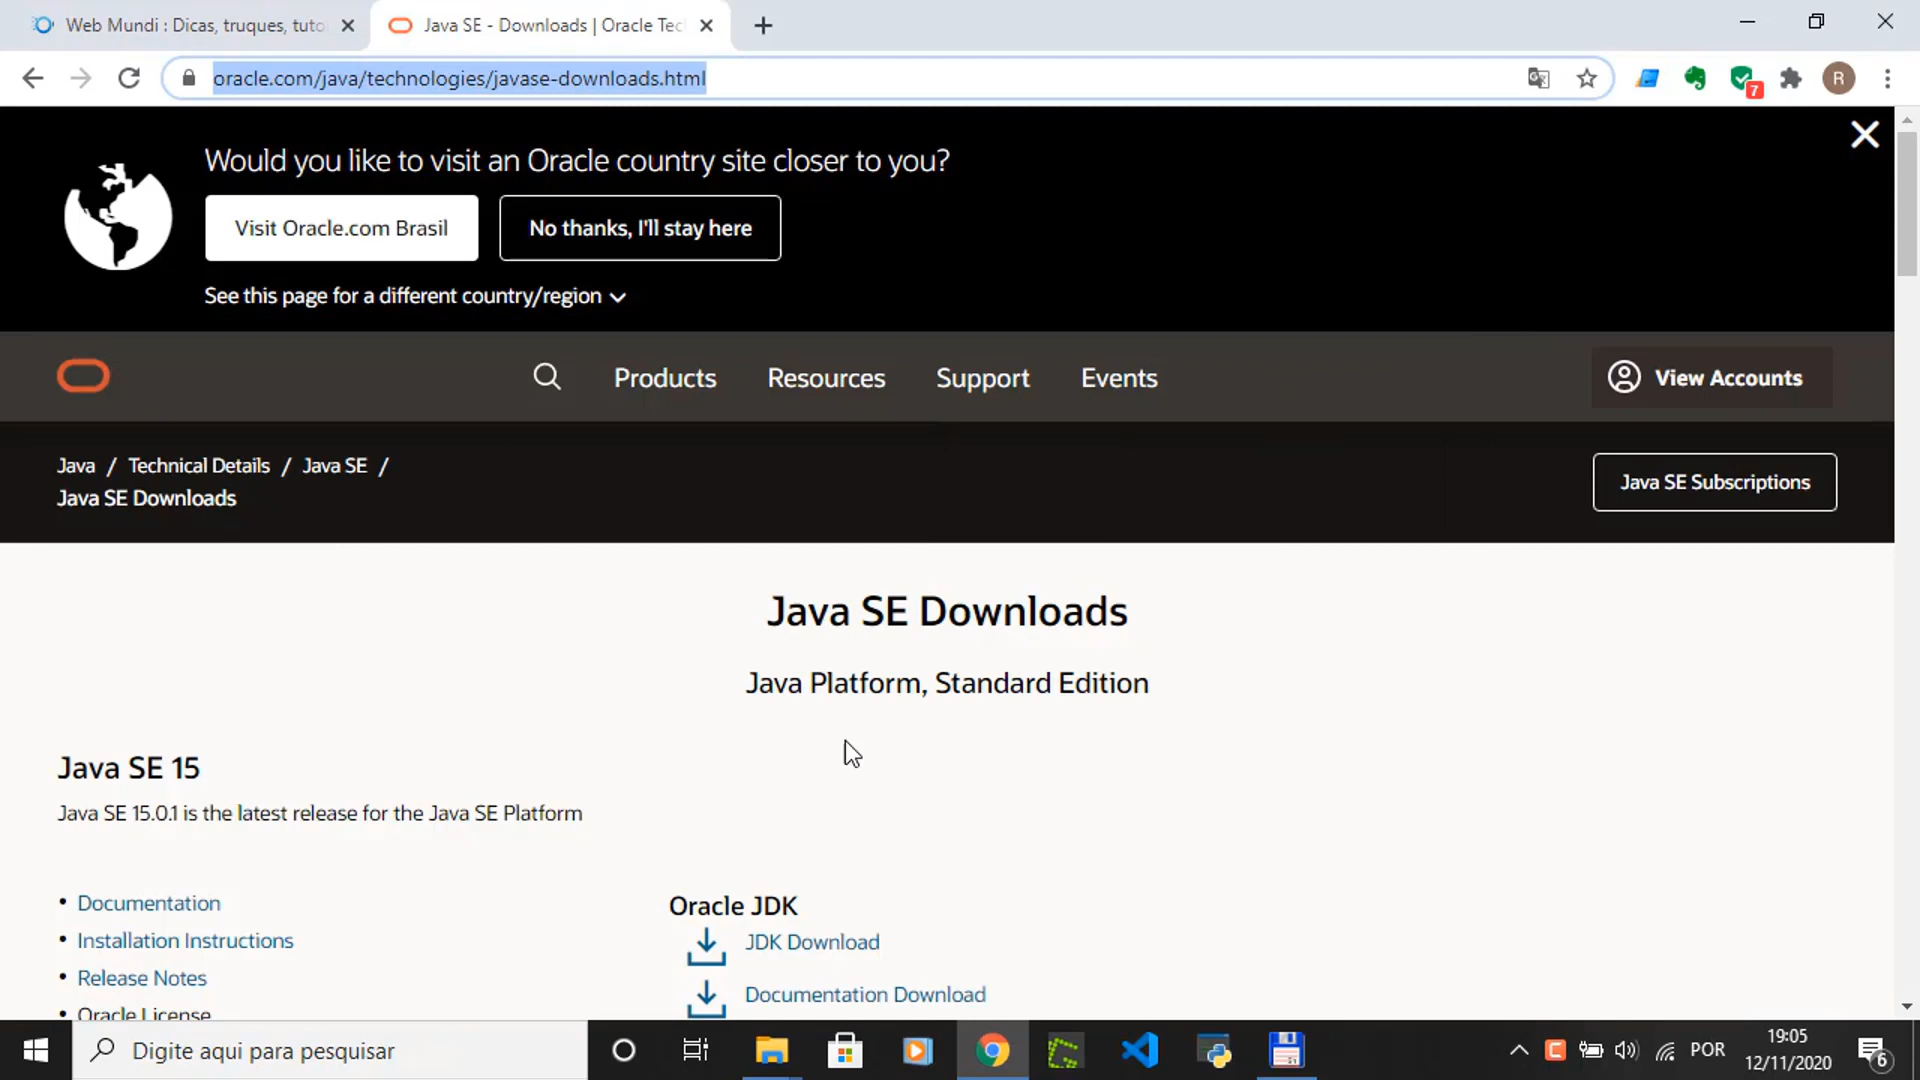 Web Mundi : Dicas, truques, tuto
Java SE - Downloads | Oracle Tec
oracle.com/java/technologies/javase-downloads.html
7
R
Would you like to visit an Oracle country site closer to you?
Visit Oracle.com Brasil
No thanks, I'll stay here
See this page for a different country/region
Products
Resources
Support
Events
View Accounts
Java / Technical Details / Java SE /
Java SE Downloads
Java SE Subscriptions
Java SE Downloads
Java Platform, Standard Edition
Java SE 15
Java SE 15.0.1 is the latest release for the Java SE Platform
• Documentation
• Installation Instructions
• Release Notes
• Oracle License
Oracle JDK
JDK Download
Documentation Download
Digite aqui para pesquisar
POR
19:05
12/11/2020
6